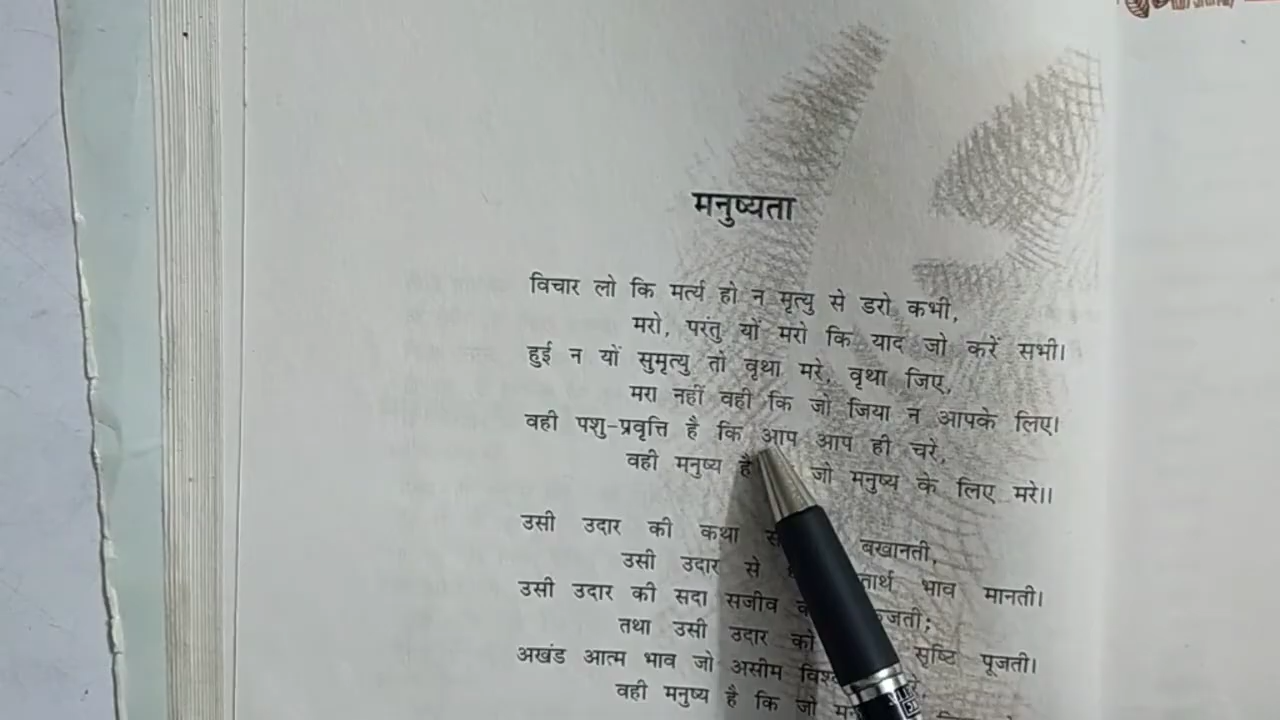 मनुष्यता
विचार लो कि मर्त्य हो न मृत्यु से डरो कभी,
मरो, परंतु यों मरो कि याद जो करें सभी।
हुई न यों सुमृत्यु तो वृथा मरे, वृथा जिए,
मरा नहीं वही कि जो जिया न आपके लिए।
वही पशु-प्रवृत्ति है कि आप आप ही चरे,
वही मनुष्य है जो मनुष्य के लिए मरे।।
उसी उदार की कथा बखानती,
उसी उदार से भाव मानती।
उसी उदार की सदा सजीव
तथा उसी उदार को सृष्टि पूजती।
अखंड आत्म भाव जो असीम
वही मनुष्य है कि जो